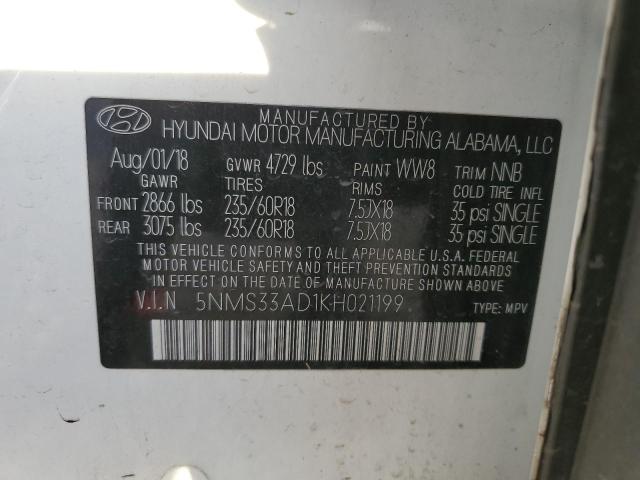 MANUFACTURED BY
HYUNDAI MOTOR MANUFACTURING ALABAMA, LLC
Aug/01/18 GVWR 4729 lbs PAINT WW8 TRIM NNB
GAWR TIRES RIMS COLD TIRE INFL
FRONT 2866 lbs 235/60R18 7.5JX18 35 psi SINGLE
REAR 3075 lbs 235/60R18 7.5JX18 35 psi SINGLE
THIS VEHICLE CONFORMS TO ALL APPLICABLE U.S.A. FEDERAL
MOTOR VEHICLE SAFETY AND THEFT PREVENTION STANDARDS
IN EFFECT ON THE DATE OF MANUFACTURE SHOWN ABOVE.
V.I.N 5NMS33AD1KH021199 TYPE: MPV